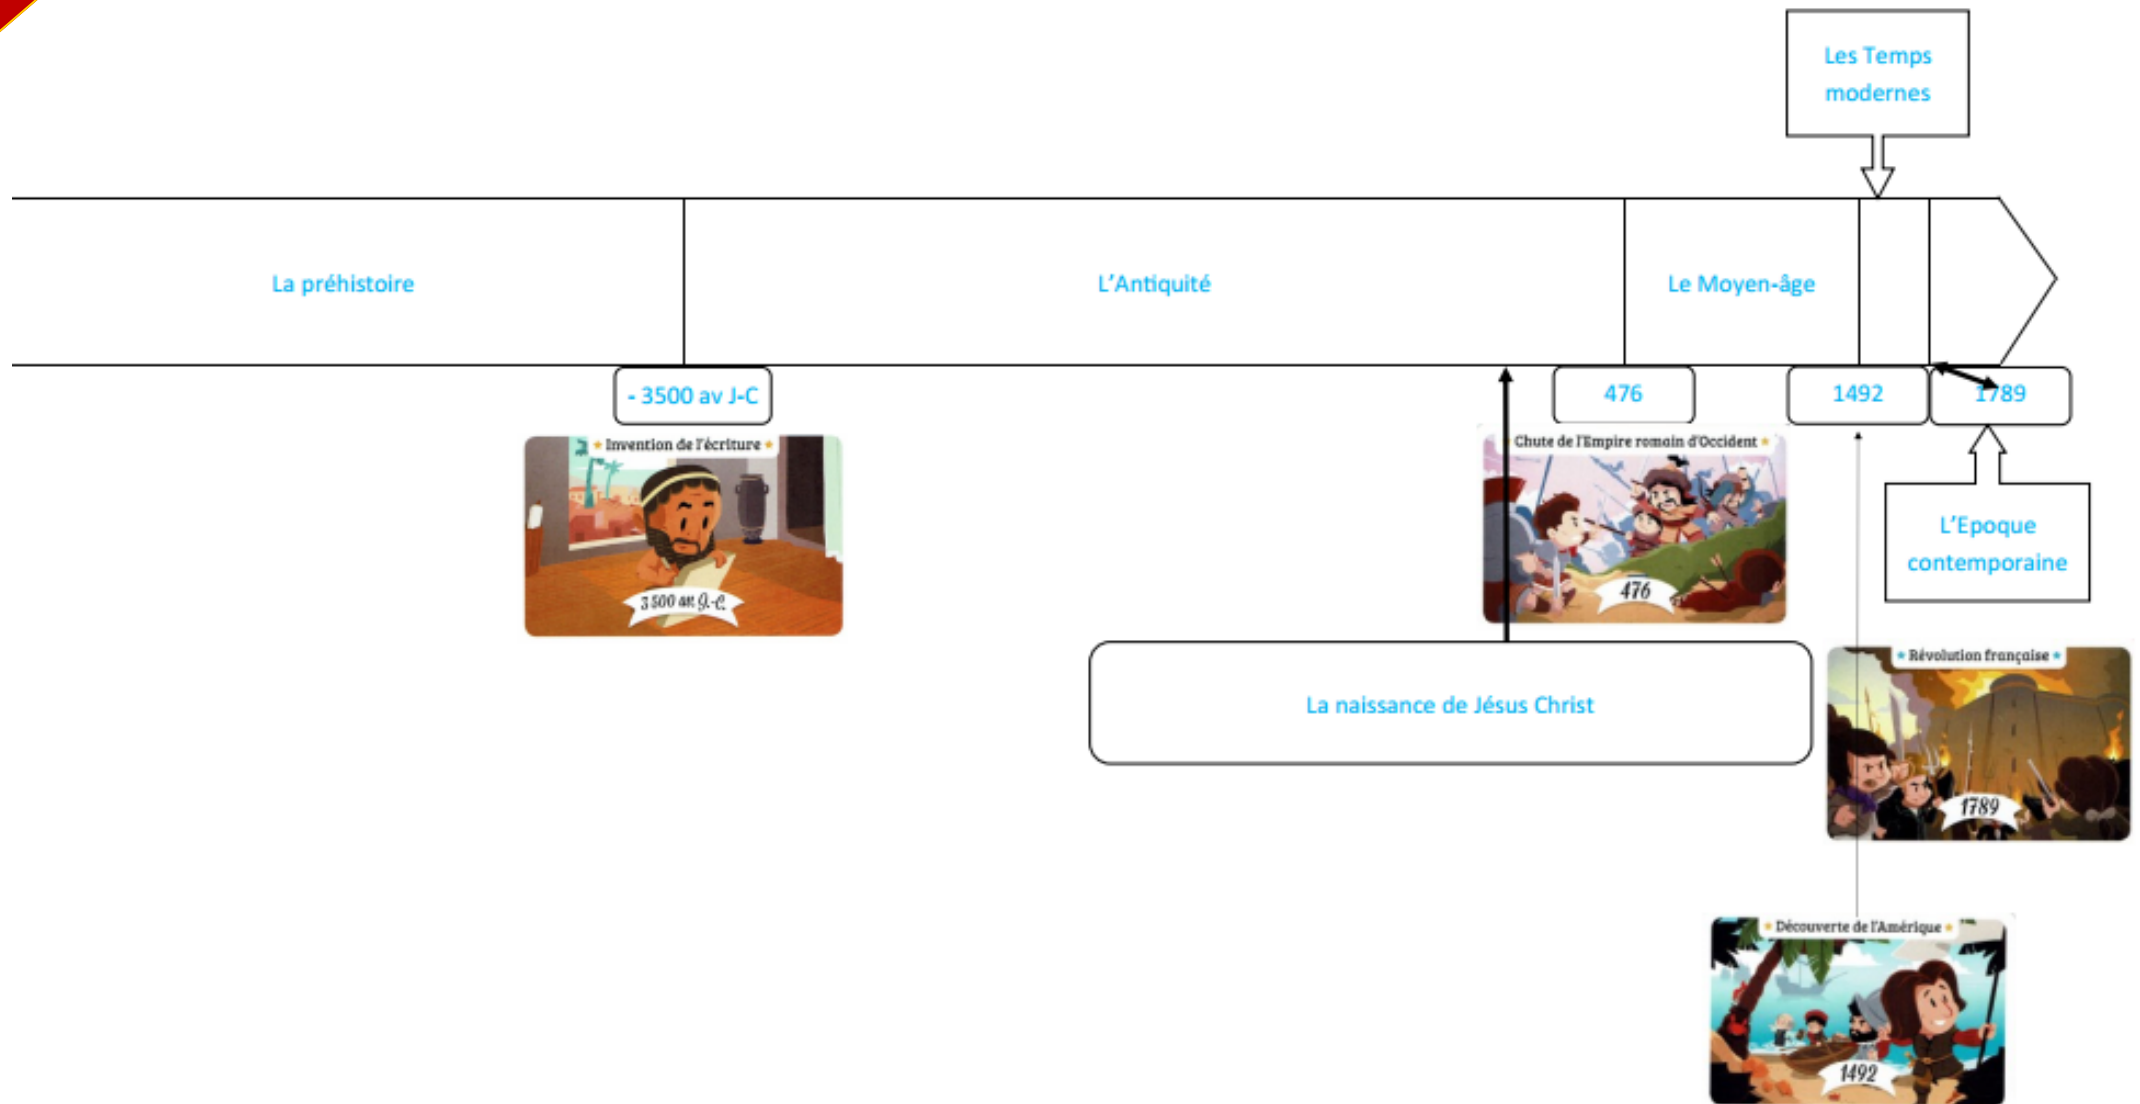 Les Temps
modernes
La préhistoire
L'Antiquité
Le Moyen-âge
- 3500 av J-C
476
1492
1789
Invention de l'écriture
3 500 av. J.-C.
Chute de l'Empire romain d'Occident
476
L'Epoque
contemporaine
La naissance de Jésus Christ
Révolution française
1789
Découverte de l'Amérique
1492